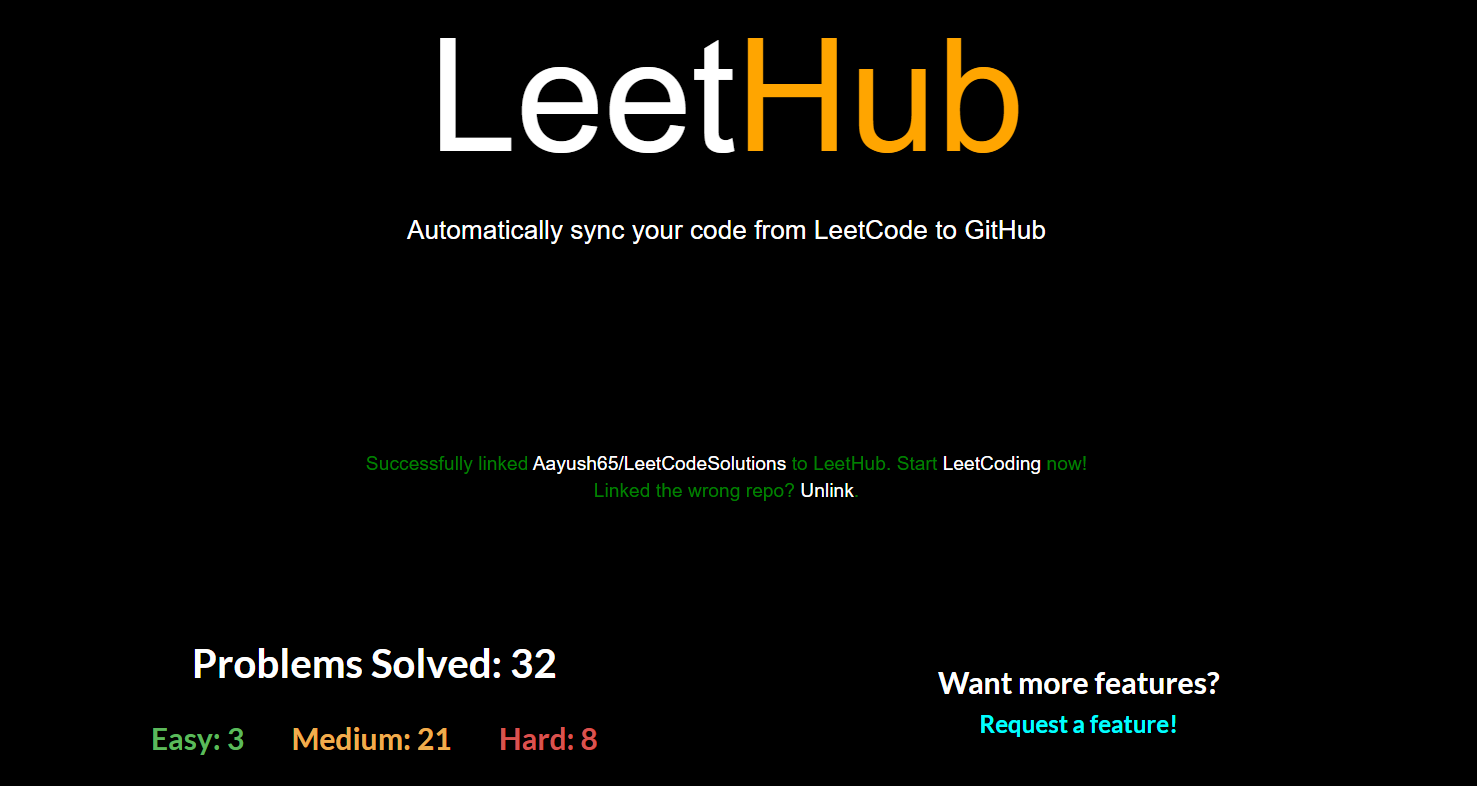 LeetHub
Automatically sync your code from LeetCode to GitHub
Successfully linked Aayush65/LeetCodeSolutions to LeetHub. Start LeetCoding now!
Linked the wrong repo? Unlink.
Problems Solved: 32
Easy: 3 Medium: 21 Hard: 8
Want more features?
Request a feature!